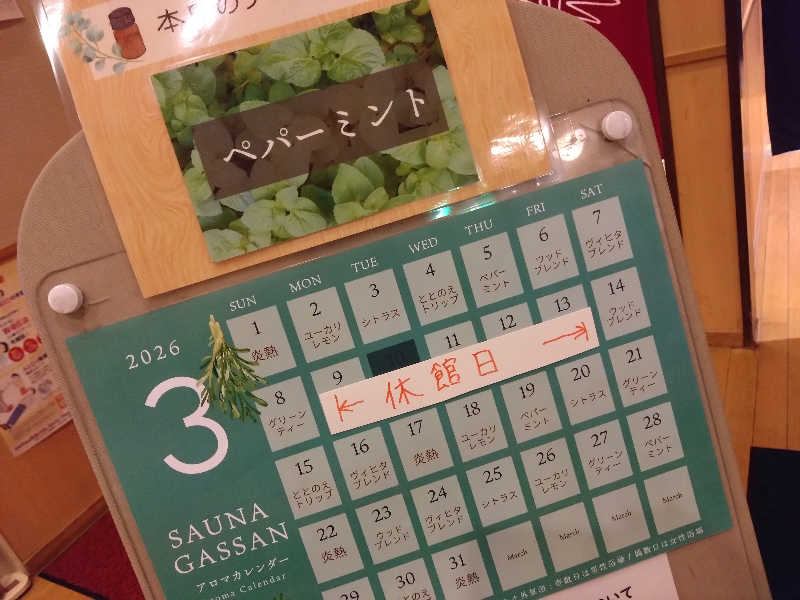 ペパーミント
2026
3
SAUNA
GASSAN
アロマカレンダー
SUN MON TUE WED THU FRI SAT
1 2 3 4 5 6 7
炎熱 ユーカリレモン シトラス ととのえトリップ ペパーミント ウッドブレンド ヴィヒタブレンド
8 9 10 11 12 13 14
グリーンティー ウッドブレンド
←休館日→
15 16 17 18 19 20 21
ととのえトリップ ヴィヒタブレンド 炎熱 ユーカリレモン ペパーミント シトラス グリーンティー
22 23 24 25 26 27 28
炎熱 ウッドブレンド ヴィヒタブレンド シトラス ユーカリレモン グリーンティー ペパーミント
29 30 31 March March March March
ととのえ 炎熱